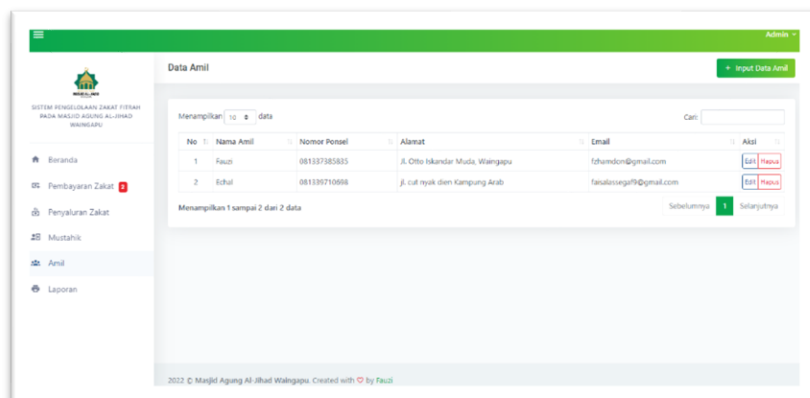 Admin
Data Amil
+ Input Data Amil
SISTEM PENGELOLAAN ZAKAT FITRAH
PADA MASJID AGUNG AL-JIHAD
WAINGAPU
Menampilkan 10 data
Cari:
No Nama Amil Nomor Ponsel Alamat Email Aksi
1 Fauzi 081337385835 Jl. Otto Iskandar Muda, Waingapu fzhamdon@gmail.com Edit Hapus
2 Echal 081339710866 jl. cut nyak dien Kampung Arab faisalassegaf9@gmail.com Edit Hapus
Menampilkan 1 sampai 2 dari 2 data
Sebelumnya 1 Selanjutnya
Beranda
Pembayaran Zakat
Penyaluran Zakat
Mustahik
Amil
Laporan
2022 © Masjid Agung Al-Jihad Waingapu. Created with ♡ by Fauzi